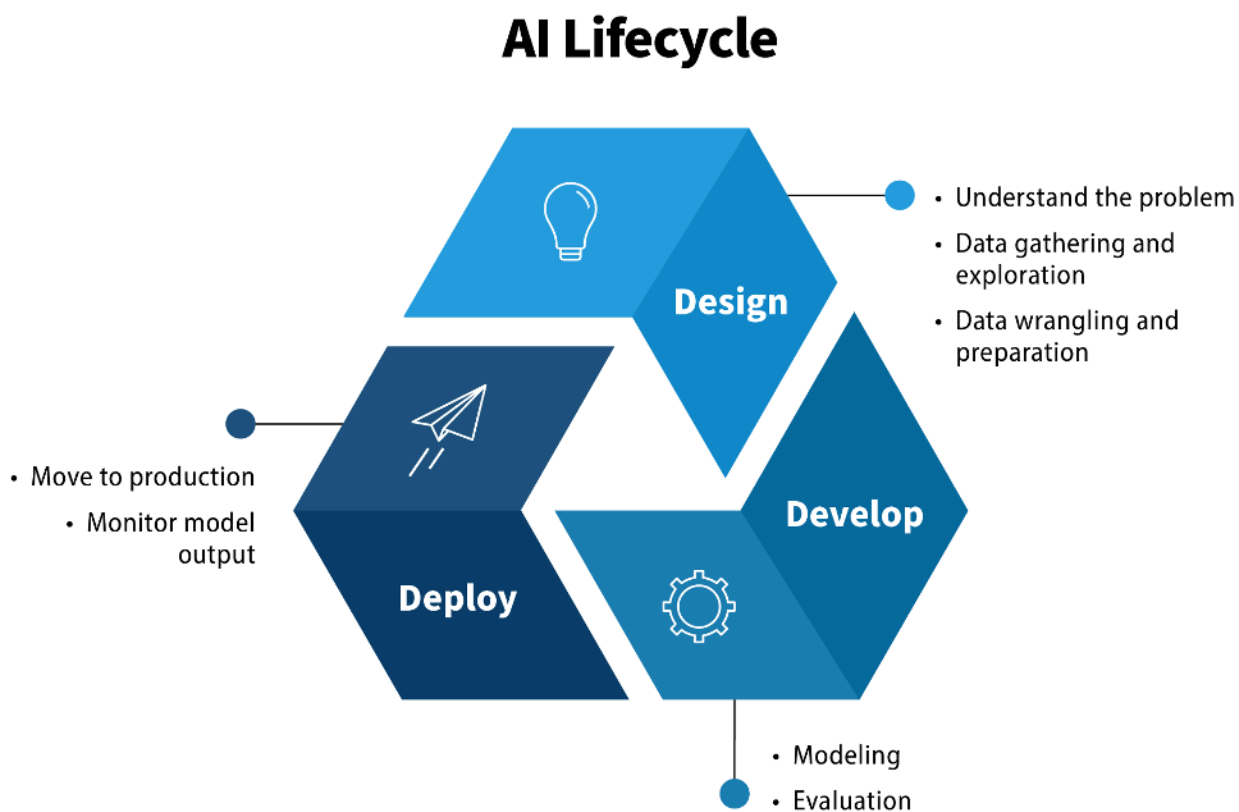 AI Lifecycle
Design
• Understand the problem
• Data gathering and
exploration
• Data wrangling and
preparation
Develop
• Modeling
• Evaluation
Deploy
• Move to production
• Monitor model
output